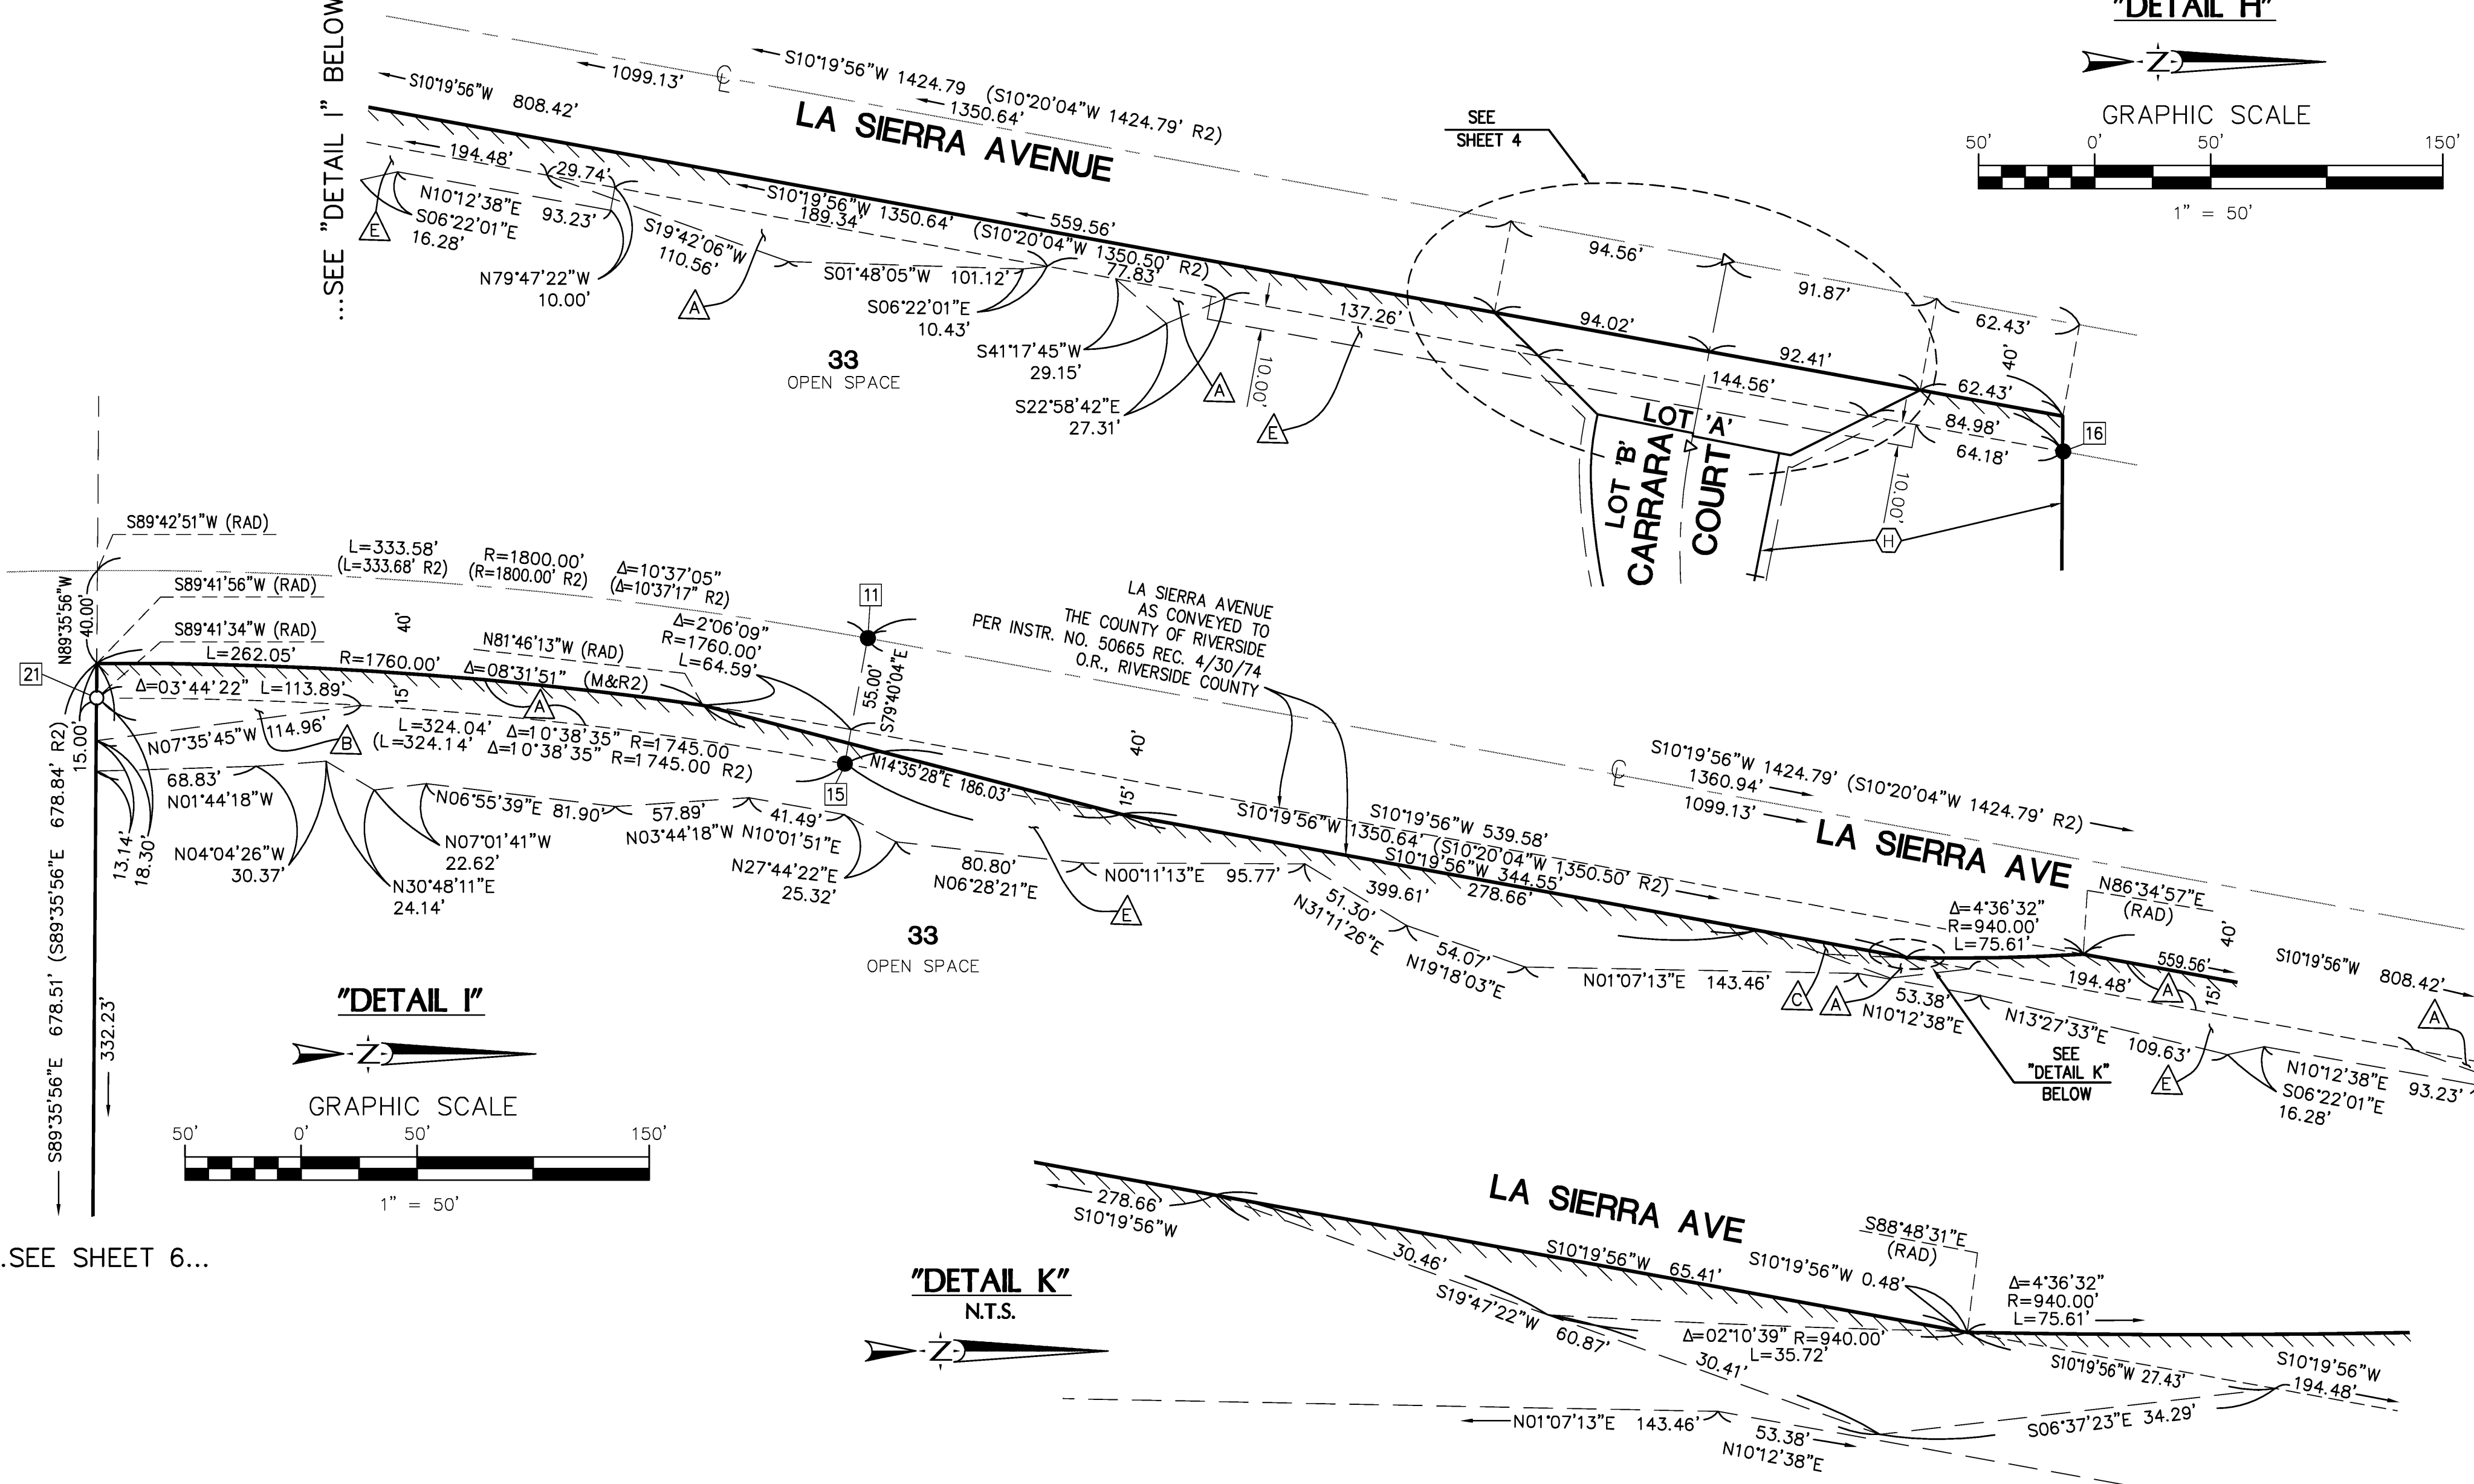 "DETAIL H"
GRAPHIC SCALE
50' 0' 50' 150'
1" = 50'
...SEE "DETAIL I" BELOW
S10°19'56"W 1424.79 (S10°20'04"W 1424.79' R2)
1099.13'
℄
1350.64'
S10°19'56"W 808.42'
LA SIERRA AVENUE
SEE
SHEET 4
194.48'
29.74'
N10°12'38"E 93.23'
E
S06°22'01"E
16.28'
N79°47'22"W
10.00'
S10°19'56"W 1350.64' (S10°20'04"W 1350.50' R2)
189.34'
559.56'
77.83'
S19°42'06"W
110.56'
A
S01°48'05"W 101.12'
S06°22'01"E
10.43'
S41°17'45"W
29.15'
S22°58'42"E
27.31'
A
10.00'
E
137.26'
33
OPEN SPACE
94.56'
91.87'
62.43'
94.02'
92.41'
40'
62.43'
144.56'
84.98'
64.18'
16
LOT 'A'
LOT 'B'
CARRARA
COURT
10.00'
H
S89°42'51"W (RAD)
N89°35'56"W
40.00'
S89°41'56"W (RAD)
S89°41'34"W (RAD)
L=333.58' R=1800.00' Δ=10°37'05"
(L=333.68' R2) (R=1800.00' R2) (Δ=10°37'17" R2)
40'
L=262.05' R=1760.00' Δ=08°31'51" (M&R2)
N81°46'13"W (RAD)
Δ=2°06'09"
R=1760.00'
L=64.59'
11
55.00'
S79°40'04"E
21
Δ=03°44'22" L=113.89'
15'
A
N07°35'45"W 114.96'
B
L=324.04' Δ=10°38'35" R=1745.00
(L=324.14' Δ=10°38'35" R=1745.00 R2)
15.00'
68.83'
N01°44'18"W
13.14'
18.30'
N04°04'26"W
30.37'
N30°48'11"E
24.14'
N07°01'41"W
22.62'
N06°55'39"E 81.90'
57.89'
N03°44'18"W
41.49'
N10°01'51"E
15
N14°35'28"E 186.03'
N27°44'22"E
25.32'
80.80'
N06°28'21"E
E
N00°11'13"E 95.77'
33
OPEN SPACE
LA SIERRA AVENUE
AS CONVEYED TO
THE COUNTY OF RIVERSIDE
PER INSTR. NO. 50665 REC. 4/30/74
O.R., RIVERSIDE COUNTY
40'
15'
S10°19'56"W 1424.79' (S10°20'04"W 1424.79' R2)
℄
1360.94'
1099.13'
LA SIERRA AVE
S10°19'56"W 539.58'
S10°19'56"W 1350.64' (S10°20'04"W 1350.50' R2)
S10°19'56"W 344.55'
399.61'
278.66'
51.30'
N31°11'26"E
54.07'
N19°18'03"E
N01°07'13"E 143.46'
C
A
Δ=4°36'32"
R=940.00'
L=75.61'
N86°34'57"E
(RAD)
40'
559.56'
S10°19'56"W 808.42'
194.48'
A
15'
A
53.38'
N10°12'38"E
N13°27'33"E 109.63'
SEE
"DETAIL K"
BELOW
E
N10°12'38"E 93.23'
S06°22'01"E
16.28'
S89°35'56"E 678.51' (S89°35'56"E 678.84' R2)
332.23'
"DETAIL I"
GRAPHIC SCALE
50' 0' 50' 150'
1" = 50'
.SEE SHEET 6...
"DETAIL K"
N.T.S.
278.66'
S10°19'56"W
LA SIERRA AVE
30.46'
S19°47'22"W 60.87'
30.41'
S10°19'56"W 65.41'
S10°19'56"W 0.48'
S88°48'31"E
(RAD)
Δ=4°36'32"
R=940.00'
L=75.61'
Δ=02°10'39" R=940.00'
L=35.72'
S10°19'56"W 27.43'
S10°19'56"W
194.48'
N01°07'13"E 143.46'
53.38'
N10°12'38"E
S06°37'23"E 34.29'